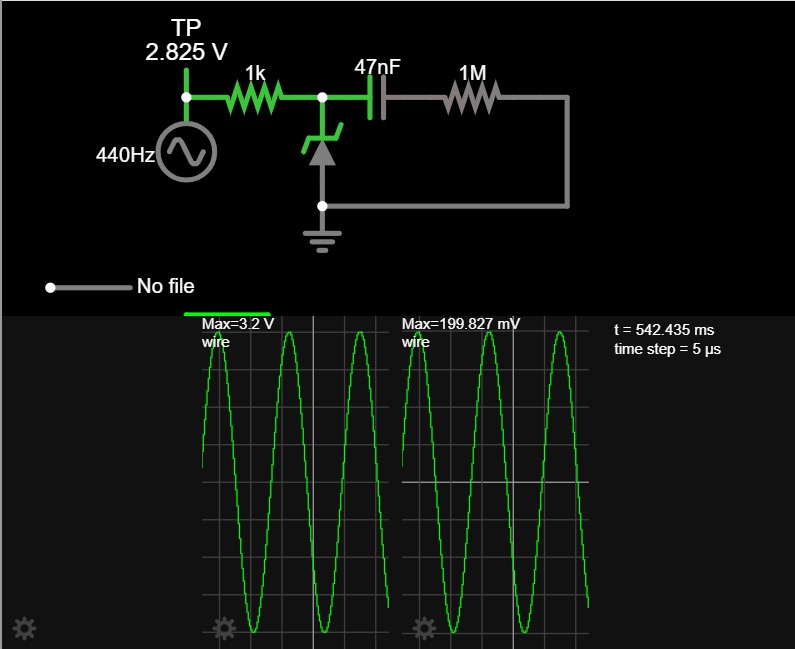 TP
2.825 V
1k
47nF
1M
440Hz
No file
Max=3.2 V
wire
Max=199.827 mV
wire
t = 542.435 ms
time step = 5 μs